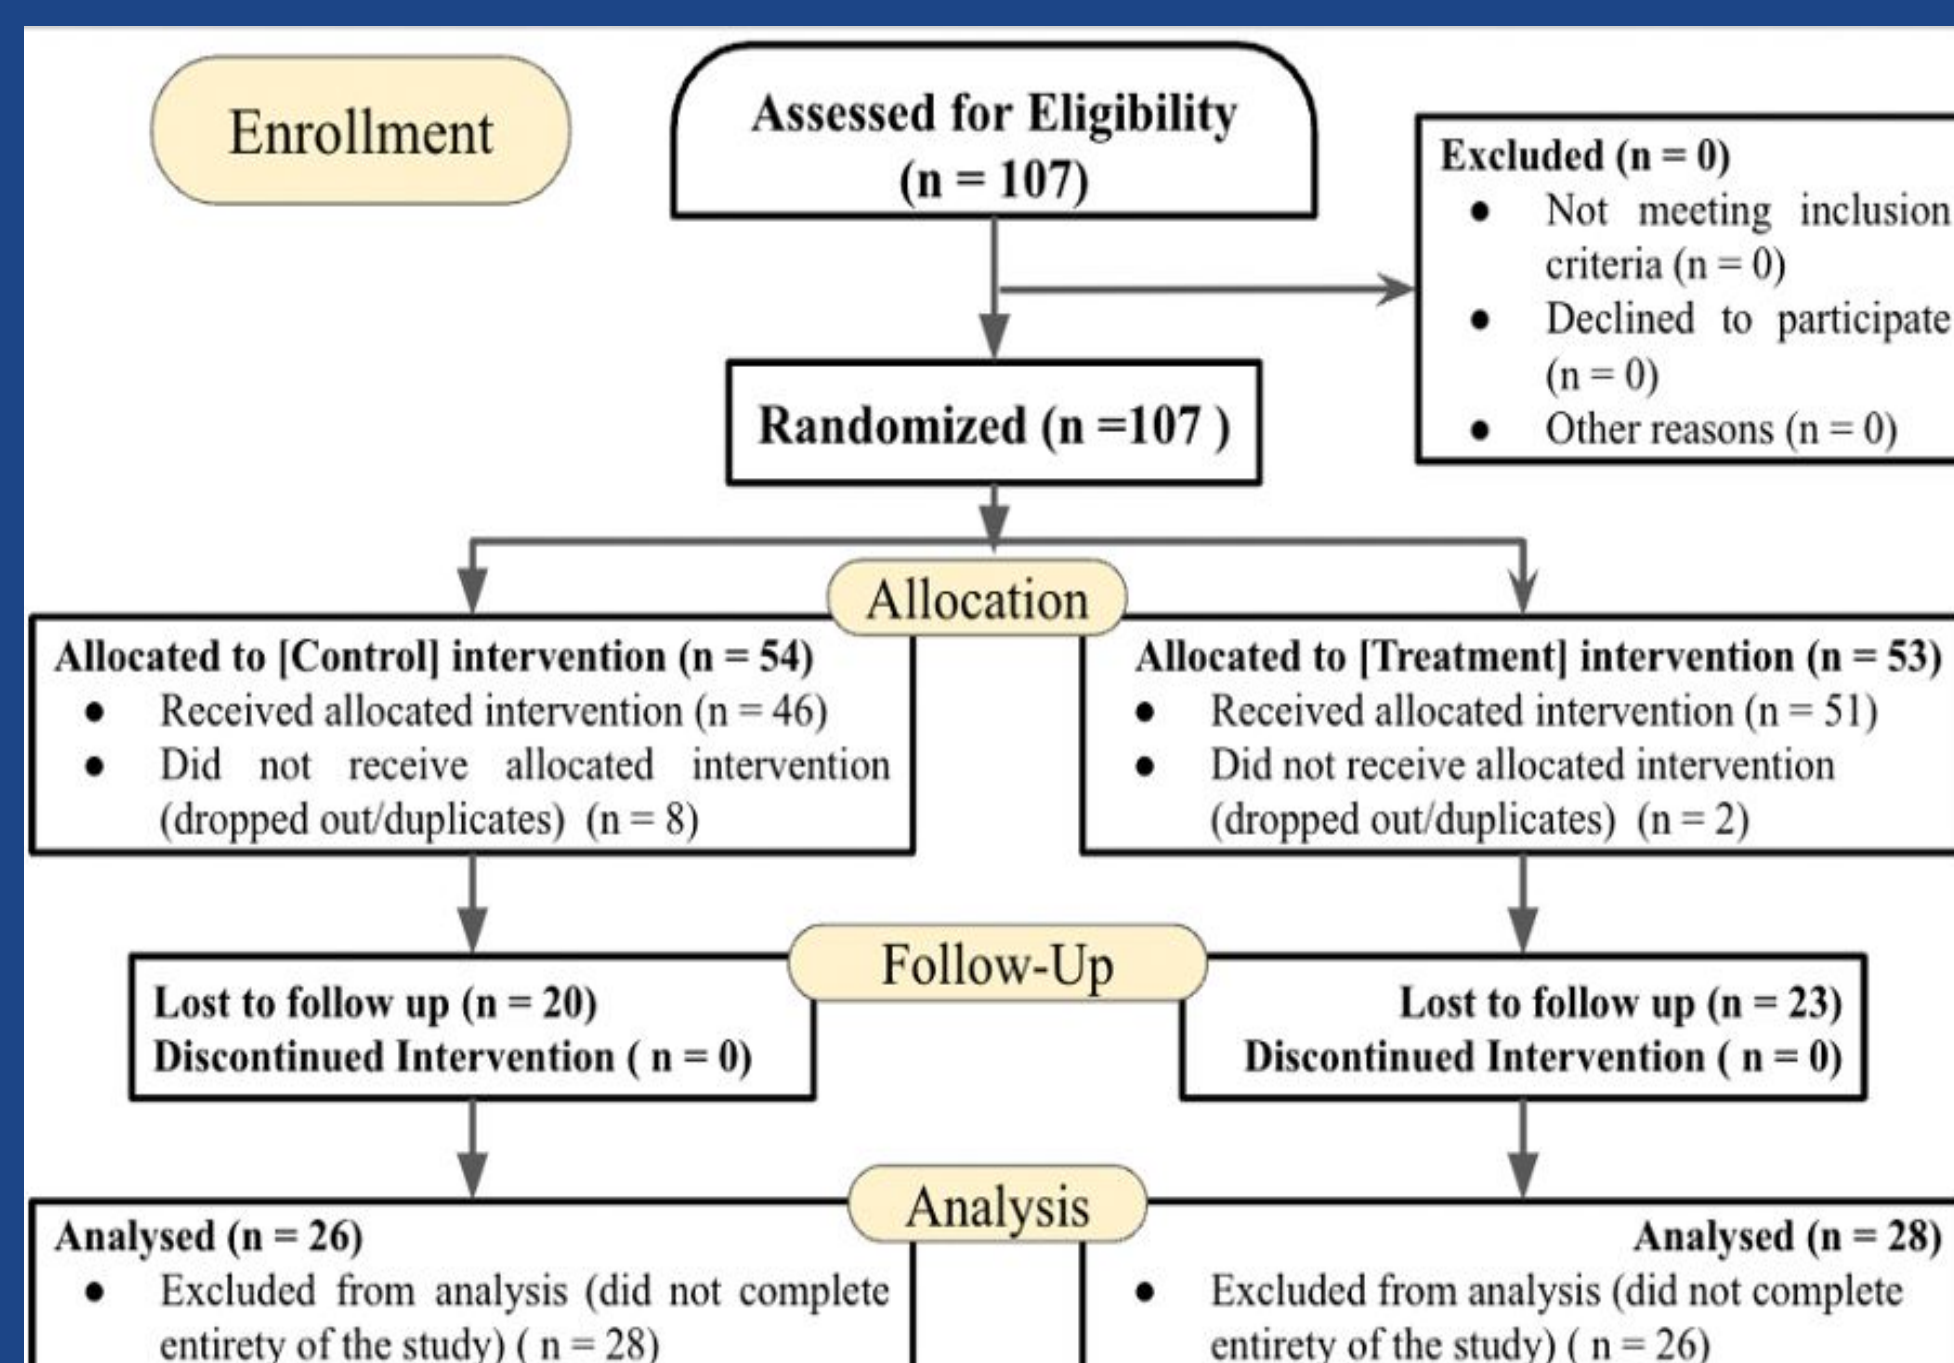 Enrollment
Assessed for Eligibility
(n = 107)
Excluded (n = 0)
● Not meeting inclusion
criteria (n = 0)
● Declined to participate
(n = 0)
● Other reasons (n = 0)
Randomized (n =107 )
Allocation
Allocated to [Control] intervention (n = 54)
● Received allocated intervention (n = 46)
● Did not receive allocated intervention
(dropped out/duplicates) (n = 8)
Allocated to [Treatment] intervention (n = 53)
● Received allocated intervention (n = 51)
● Did not receive allocated intervention
(dropped out/duplicates) (n = 2)
Follow-Up
Lost to follow up (n = 20)
Discontinued Intervention ( n = 0)
Lost to follow up (n = 23)
Discontinued Intervention ( n = 0)
Analysis
Analysed (n = 26)
● Excluded from analysis (did not complete
entirety of the study) ( n = 28)
Analysed (n = 28)
● Excluded from analysis (did not complete
entirety of the study) ( n = 26)